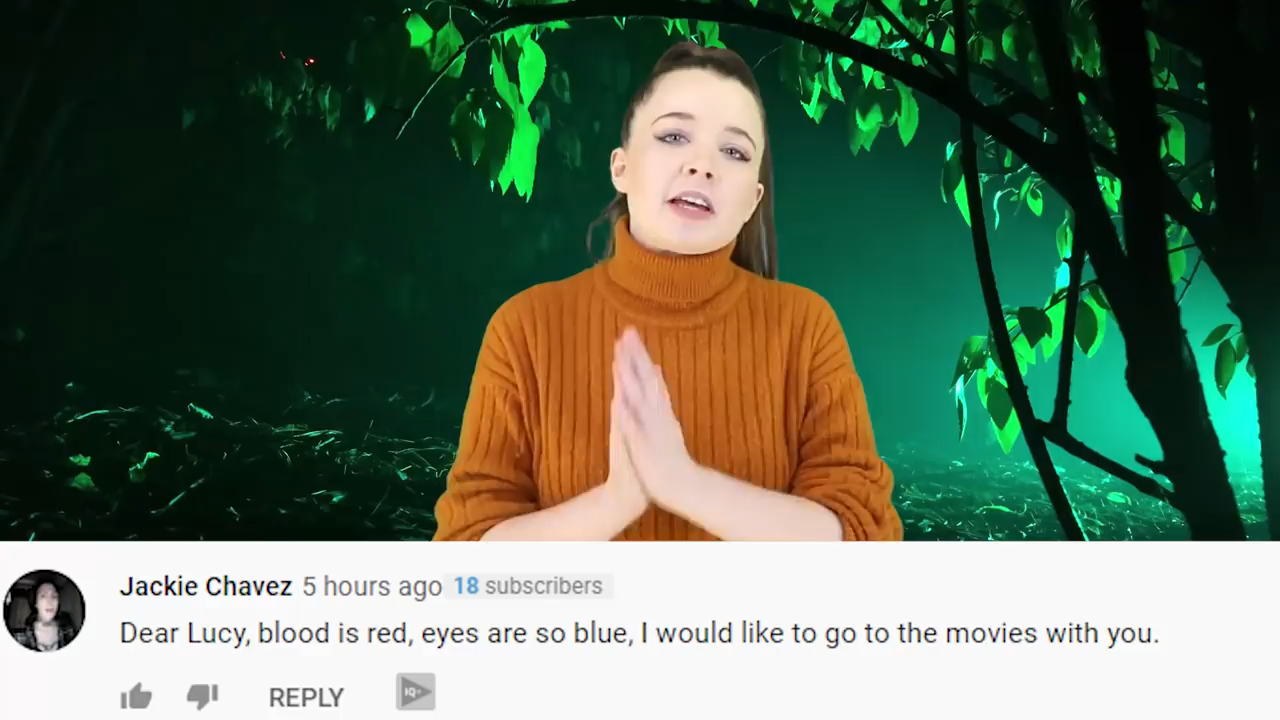 Jackie Chavez 5 hours ago 18 subscribers
Dear Lucy, blood is red, eyes are so blue, I would like to go to the movies with you.
REPLY IQ+